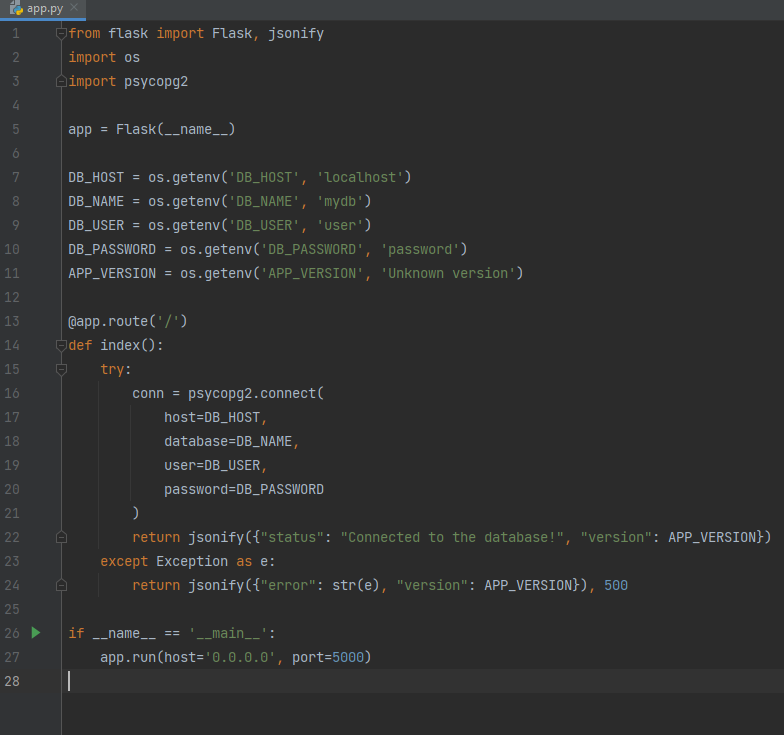 app.py
1 from flask import Flask, jsonify
2 import os
3 import psycopg2
4
5 app = Flask(__name__)
6
7 DB_HOST = os.getenv('DB_HOST', 'localhost')
8 DB_NAME = os.getenv('DB_NAME', 'mydb')
9 DB_USER = os.getenv('DB_USER', 'user')
10 DB_PASSWORD = os.getenv('DB_PASSWORD', 'password')
11 APP_VERSION = os.getenv('APP_VERSION', 'Unknown version')
12
13 @app.route('/')
14 def index():
15     try:
16         conn = psycopg2.connect(
17             host=DB_HOST,
18             database=DB_NAME,
19             user=DB_USER,
20             password=DB_PASSWORD
21         )
22         return jsonify({"status": "Connected to the database!", "version": APP_VERSION})
23     except Exception as e:
24         return jsonify({"error": str(e), "version": APP_VERSION}), 500
25
26 if __name__ == '__main__':
27     app.run(host='0.0.0.0', port=5000)
28